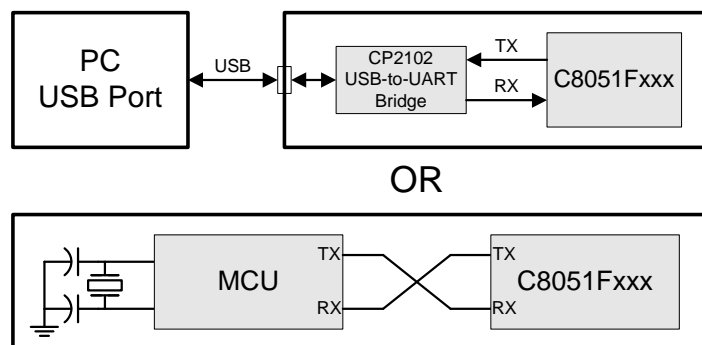 PC
USB Port
USB
CP2102
USB-to-UART
Bridge
TX
RX
C8051Fxxx
OR
MCU
TX
RX
TX
RX
C8051Fxxx